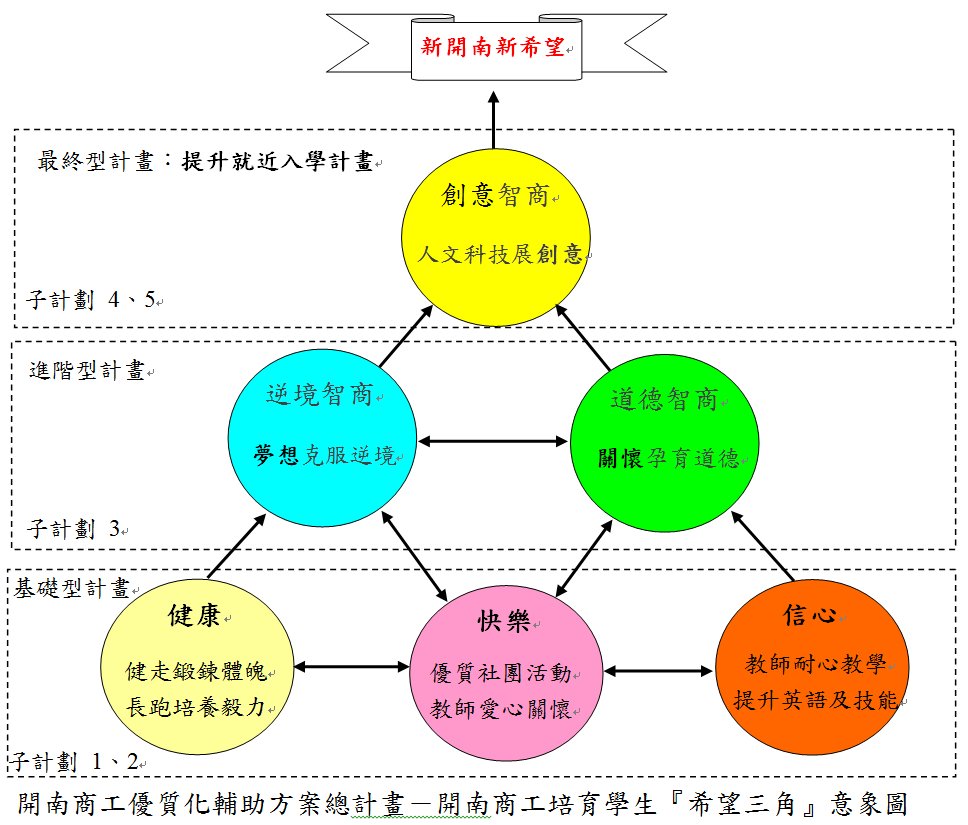 新開南新希望
最終型計畫：提升就近入學計畫
創意智商
人文科技展創意
子計劃 4、5
進階型計畫
逆境智商
夢想克服逆境
道德智商
關懷孕育道德
子計劃 3
基礎型計畫
健康
健走鍛鍊體魄
長跑培養毅力
快樂
優質社團活動
教師愛心關懷
信心
教師耐心教學
提升英語及技能
子計劃 1、2
開南商工優質化輔助方案總計畫－開南商工培育學生『希望三角』意象圖